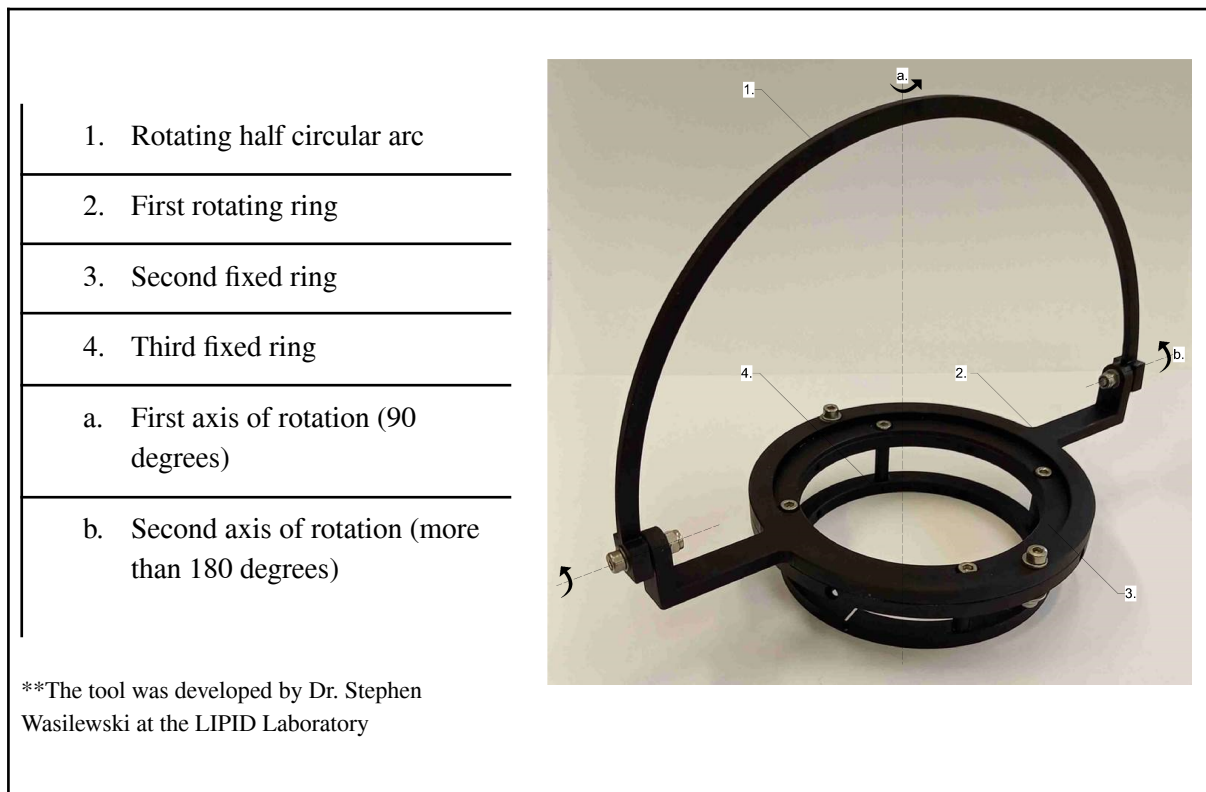 1. Rotating half circular arc
2. First rotating ring
3. Second fixed ring
4. Third fixed ring
a. First axis of rotation (90
degrees)
b. Second axis of rotation (more
than 180 degrees)
**The tool was developed by Dr. Stephen
Wasilewski at the LIPID Laboratory
a.
1.
b.
4.
2.
3.